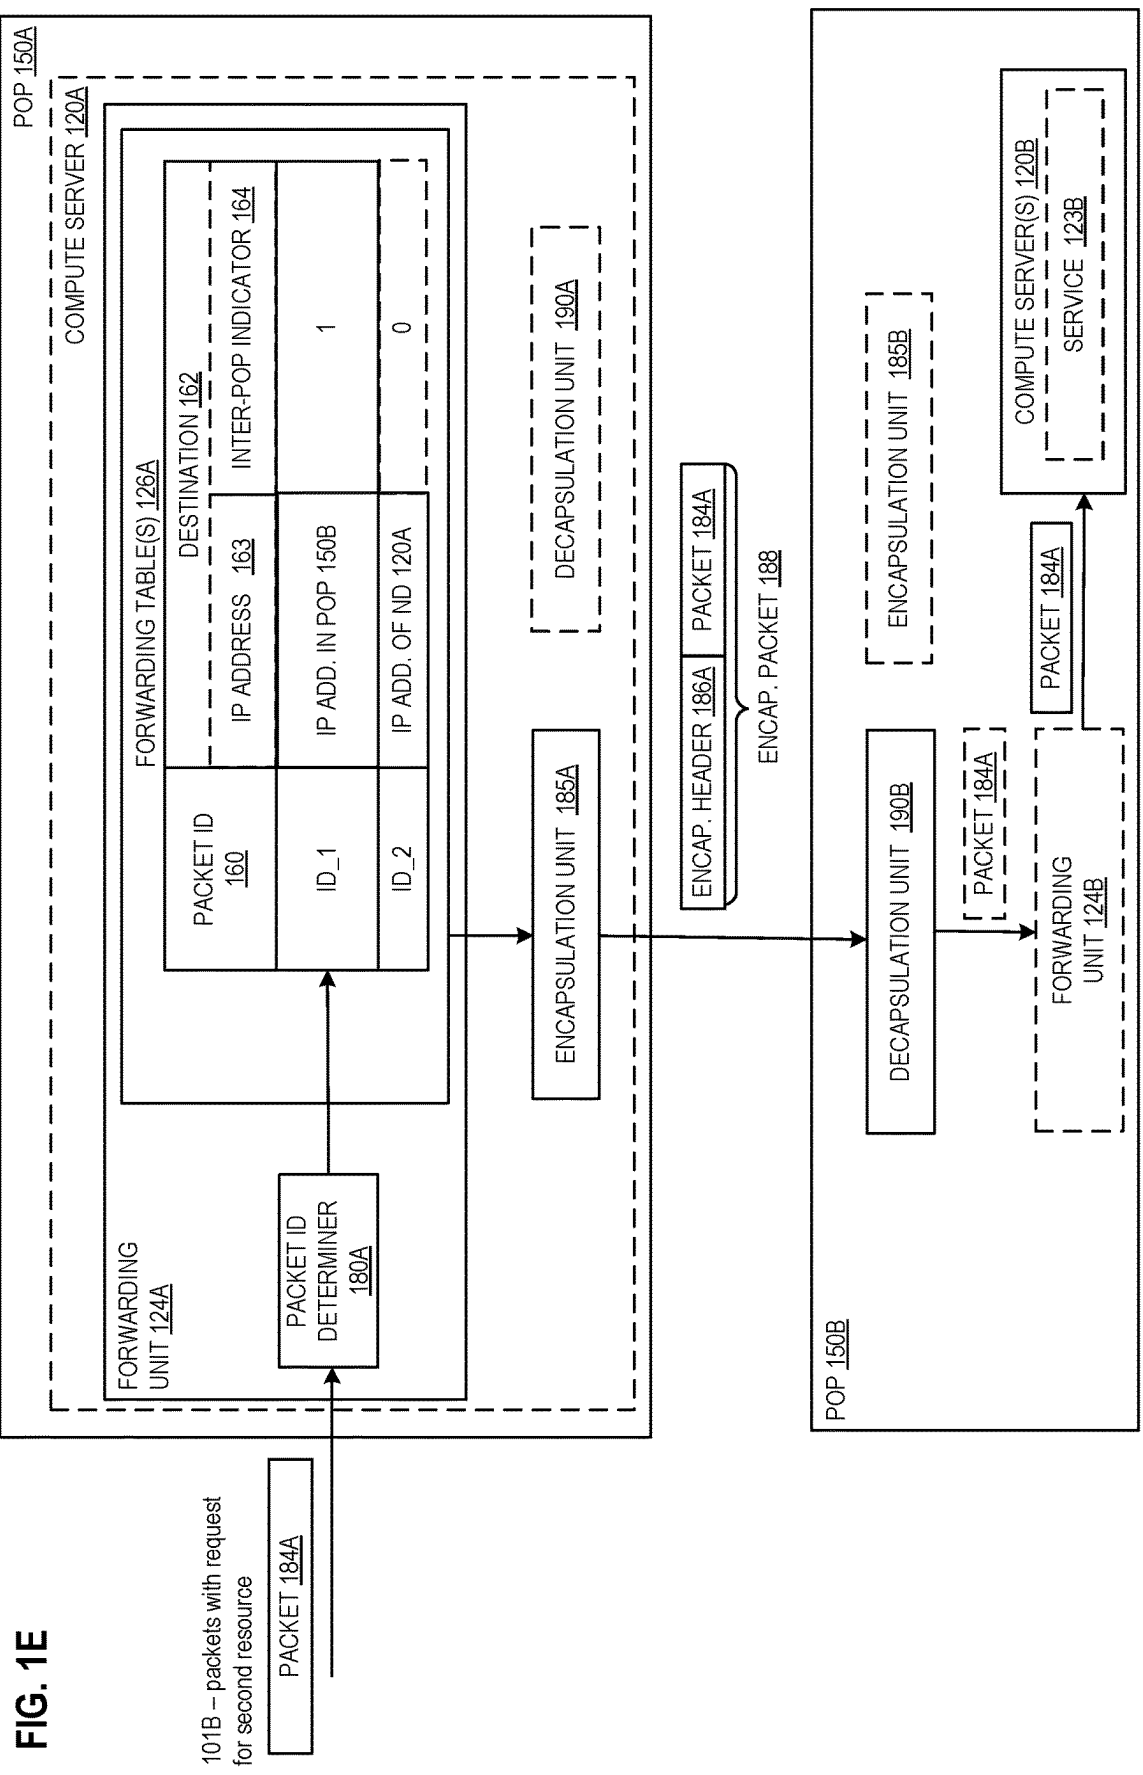 FIG. 1E
101B – packets with request
for second resource
PACKET 184A
POP 150A
COMPUTE SERVER 120A
FORWARDING
UNIT 124A
PACKET ID
DETERMINER
180A
FORWARDING TABLE(S) 126A
PACKET ID
160
DESTINATION 162
IP ADDRESS 163
INTER-POP INDICATOR 164
ID_1
IP ADD. IN POP 150B
1
ID_2
IP ADD. OF ND 120A
0
ENCAPSULATION UNIT 185A
DECAPSULATION UNIT 190A
ENCAP. HEADER 186A
PACKET 184A
ENCAP. PACKET 188
POP 150B
DECAPSULATION UNIT 190B
ENCAPSULATION UNIT 185B
PACKET 184A
FORWARDING
UNIT 124B
PACKET 184A
COMPUTE SERVER(S) 120B
SERVICE 123B